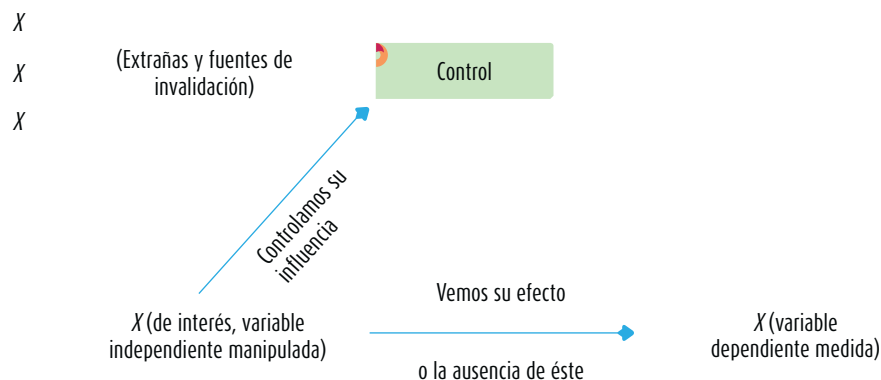 X
(Extrañas y fuentes de
invalidación)
X
Control
X
Controlamos su
influencia
Vemos su efecto
X (de interés, variable
independiente manipulada)
X (variable
dependiente medida)
o la ausencia de éste